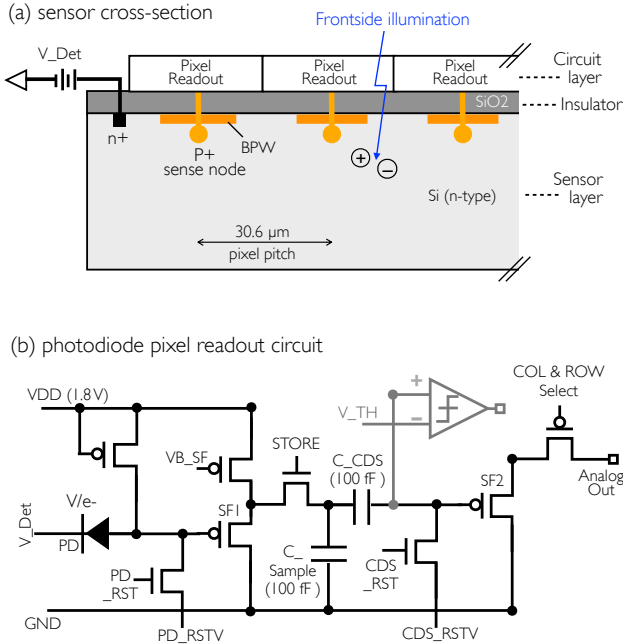 (a) sensor cross-section
Frontside illumination
V_Det
Pixel
Readout
Pixel
Readout
Pixel
Readout
Circuit
layer
SiO2
Insulator
n+
P+
sense node
BPW
+
−
Si (n-type)
Sensor
layer
30.6 µm
pixel pitch
(b) photodiode pixel readout circuit
VDD (1.8V)
COL & ROW
Select
V_TH
+
−
VB_SF
STORE
C_CDS
(100 fF)
SF2
Analog
Out
V_Det
V/e-
PD
SF1
PD
_RST
C_
Sample
(100 fF)
CDS
_RST
GND
PD_RSTV
CDS_RSTV